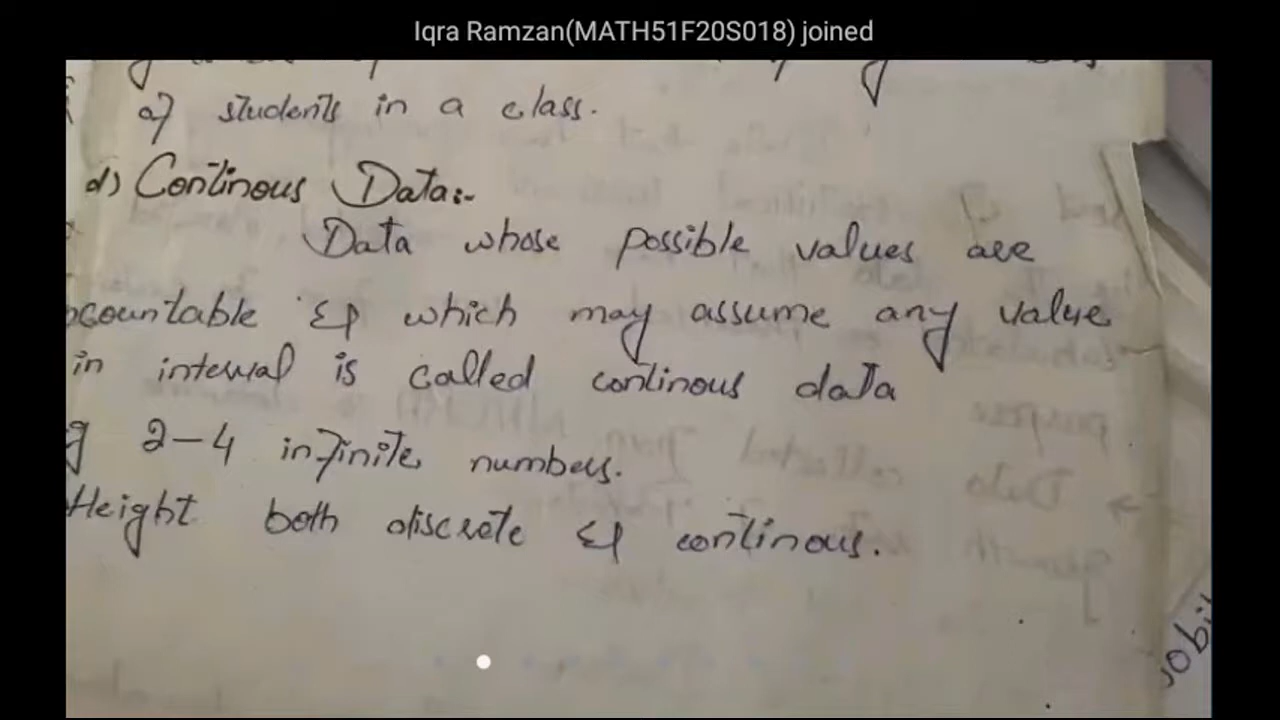 Iqra Ramzan(MATH51F20S018) joined
of students in a class.
d) Continous Data:-
Data whose possible values are
countable & which may assume any value
in interval is called continous data
2-4 infinite numbers.
Height both discrete & continous.